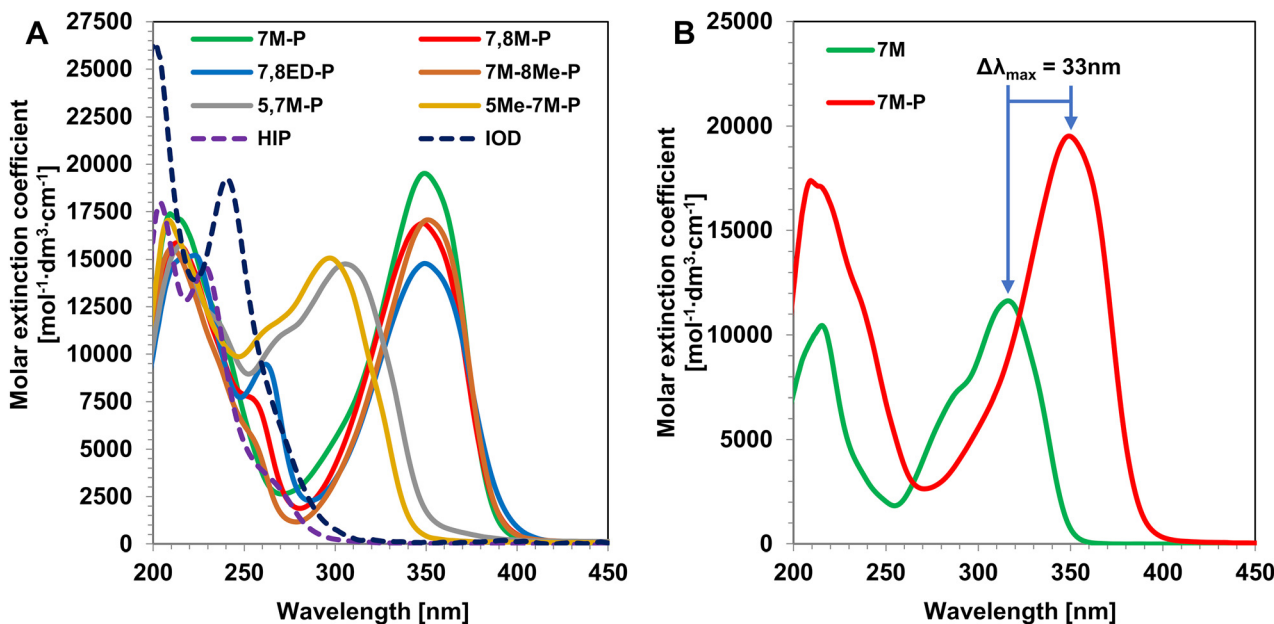 A
7M-P
7,8M-P
7,8ED-P
7M-8Me-P
5,7M-P
5Me-7M-P
HIP
IOD
Molar extinction coefficient
[mol⁻¹·dm³·cm⁻¹]
27500
25000
22500
20000
17500
15000
12500
10000
7500
5000
2500
0
200
250
300
350
400
450
Wavelength [nm]
B
7M
7M-P
Δλmax = 33nm
Molar extinction coefficient
[mol⁻¹·dm³·cm⁻¹]
25000
20000
15000
10000
5000
0
200
250
300
350
400
450
Wavelength [nm]